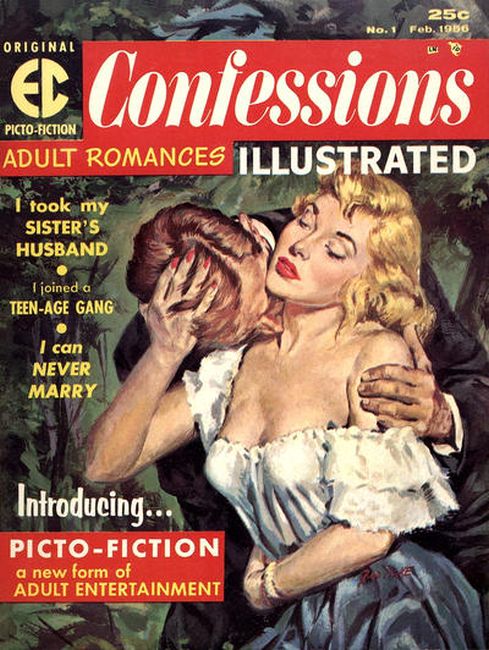 25c
No. 1 Feb. 1956
ORIGINAL
EC
PICTO-FICTION
Confessions
ADULT ROMANCES
ILLUSTRATED
I took my
SISTER'S
HUSBAND
•
I joined a
TEEN-AGE GANG
•
I can
NEVER
MARRY
Introducing...
PICTO-FICTION
a new form of
ADULT ENTERTAINMENT